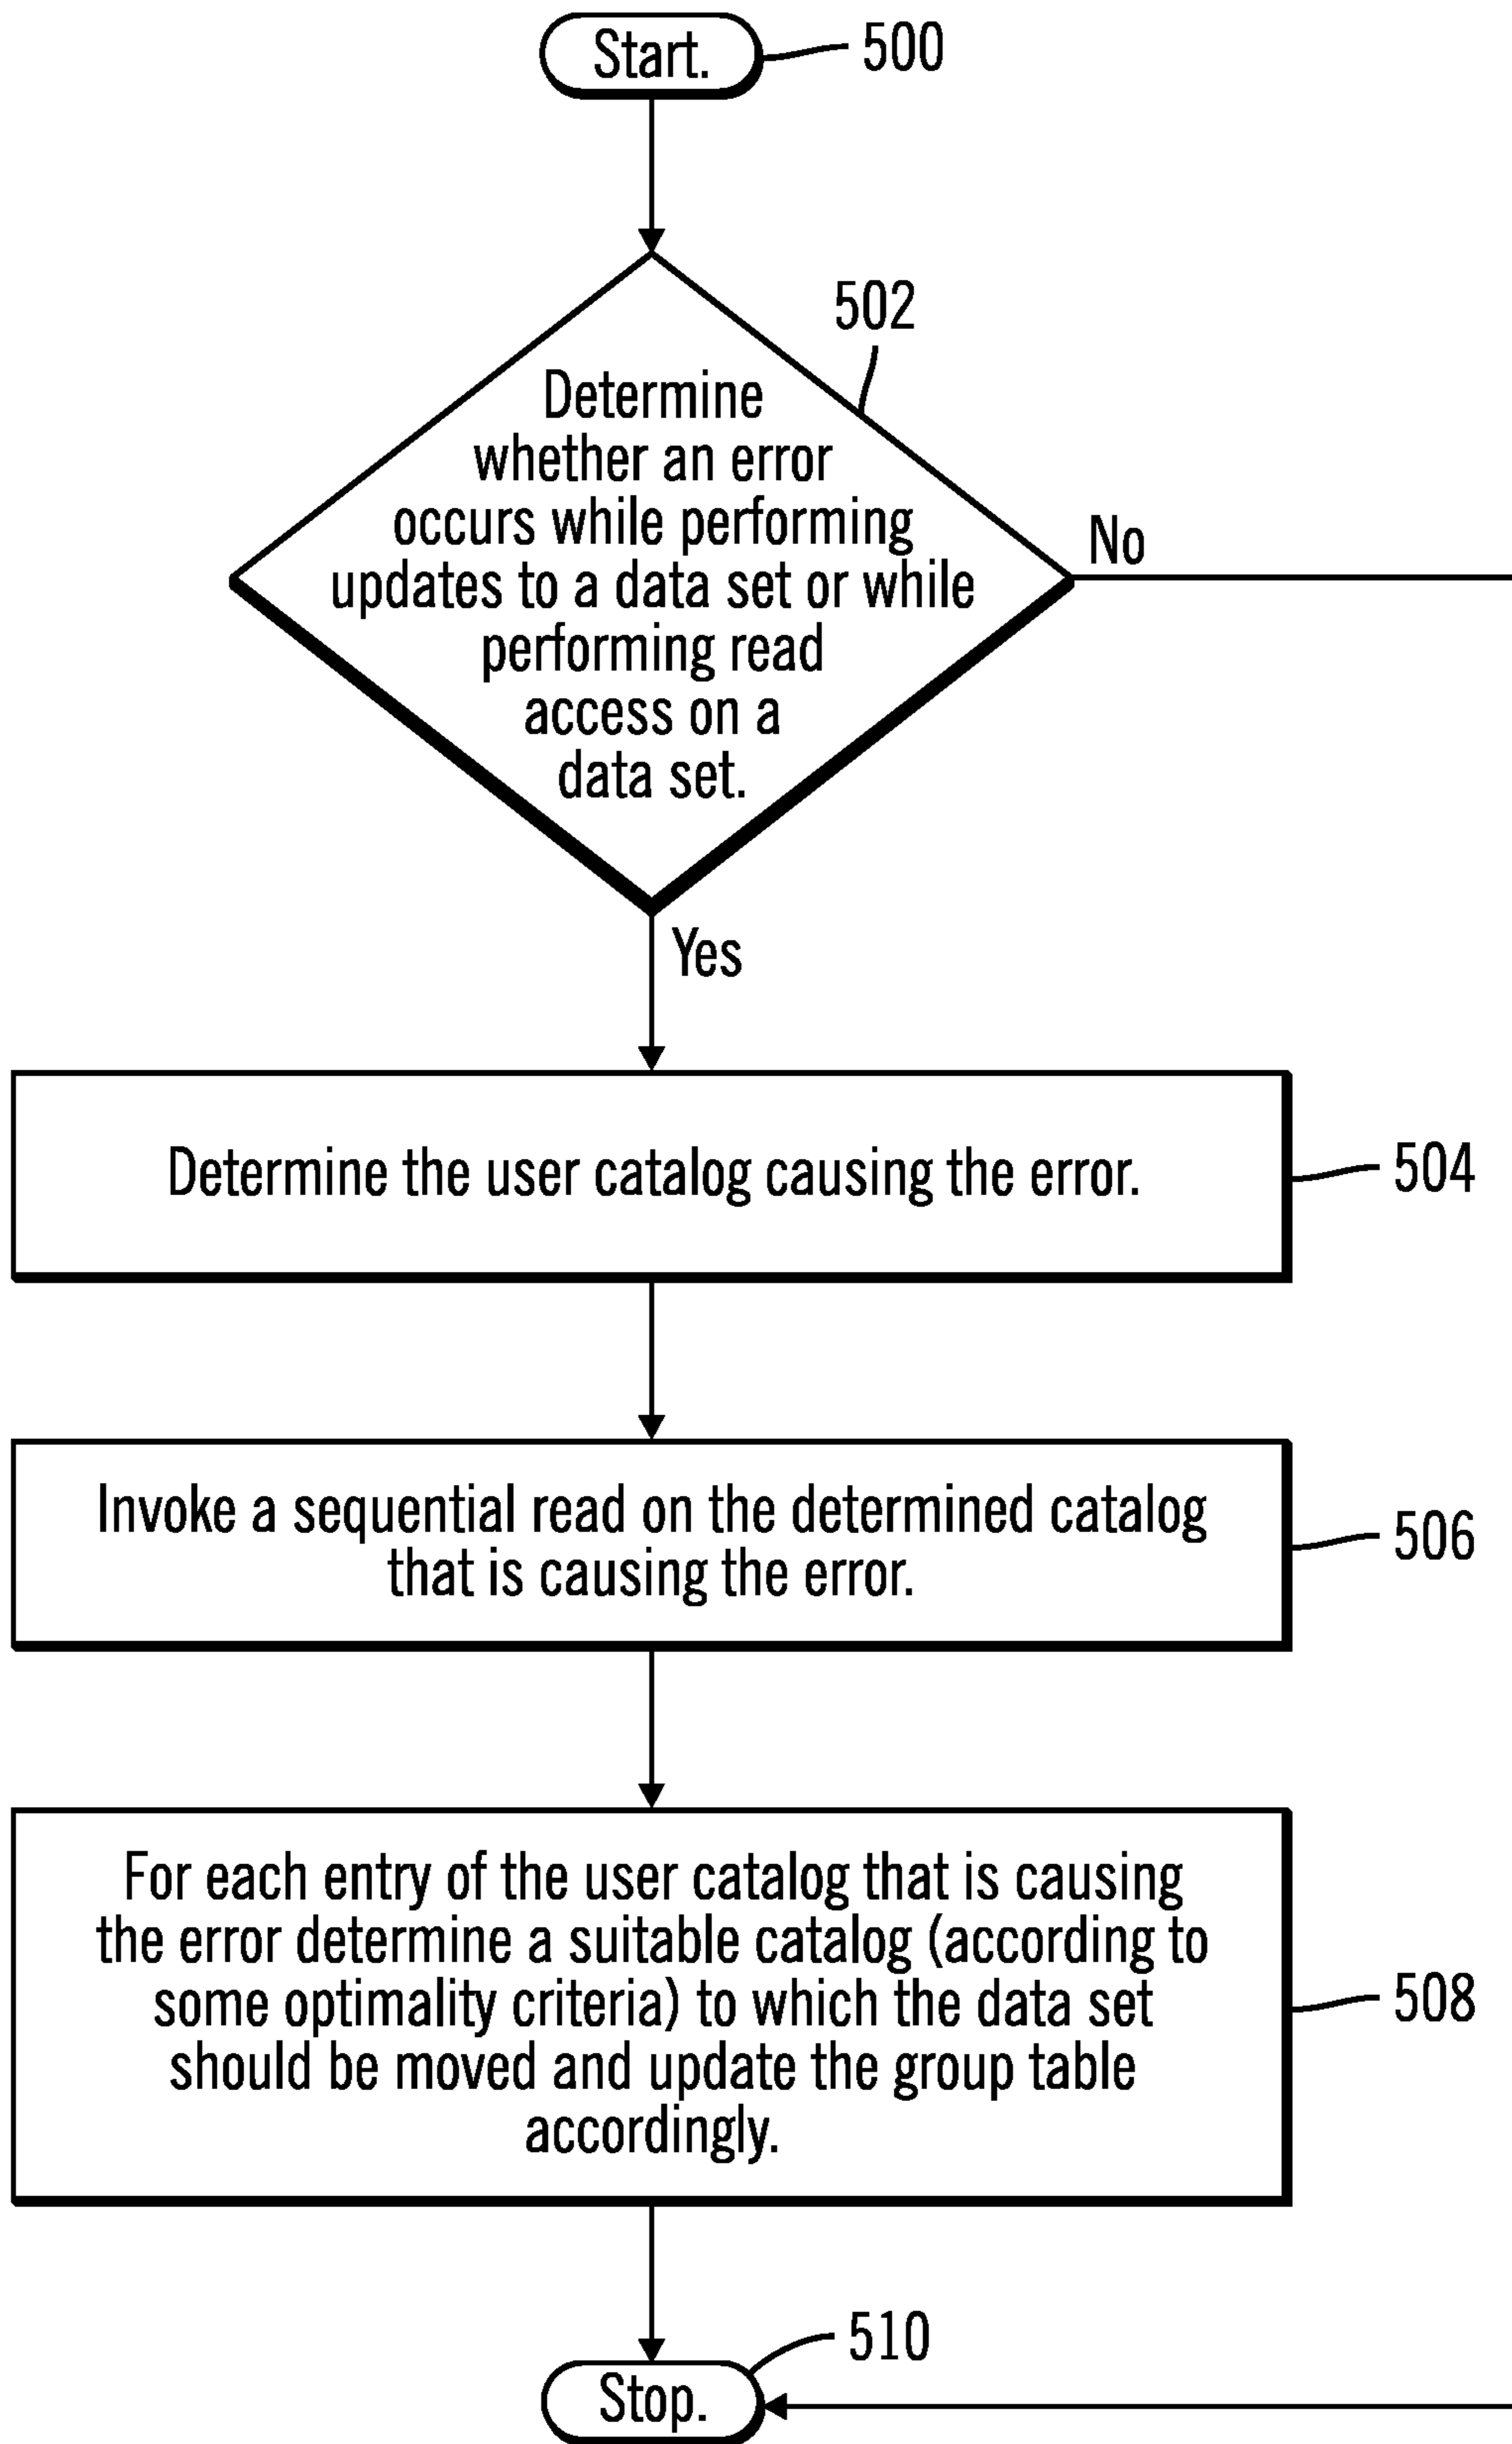 Start.
500
502
Determine
whether an error
occurs while performing
updates to a data set or while
performing read
access on a
data set.
No
Yes
Determine the user catalog causing the error.
504
Invoke a sequential read on the determined catalog
that is causing the error.
506
For each entry of the user catalog that is causing
the error determine a suitable catalog (according to
some optimality criteria) to which the data set
should be moved and update the group table
accordingly.
508
510
Stop.